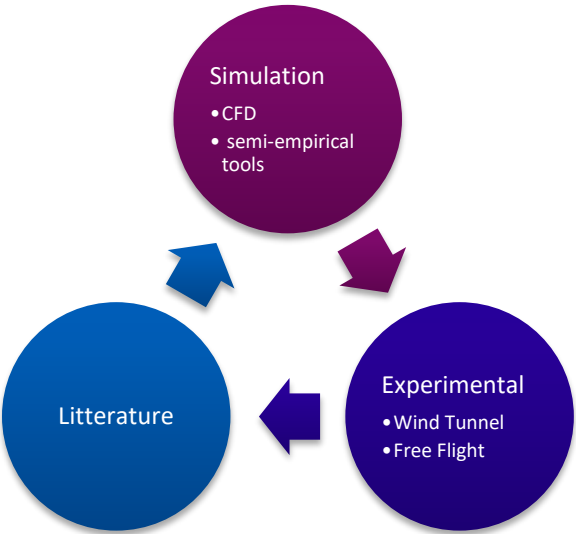 Simulation
•CFD
• semi-empirical
tools
Experimental
•Wind Tunnel
•Free Flight
Litterature